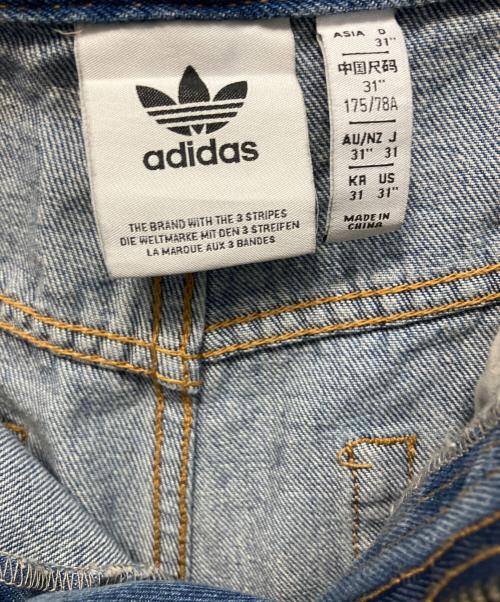 adidas
THE BRAND WITH THE 3 STRIPES
DIE WELTMARKE MIT DEN 3 STREIFEN
LA MARQUE AUX 3 BANDES
ASIA D
31"
中国尺码
31"
175/78A
AU/NZ J
31" 31
KR US
31 31"
MADE IN
CHINA